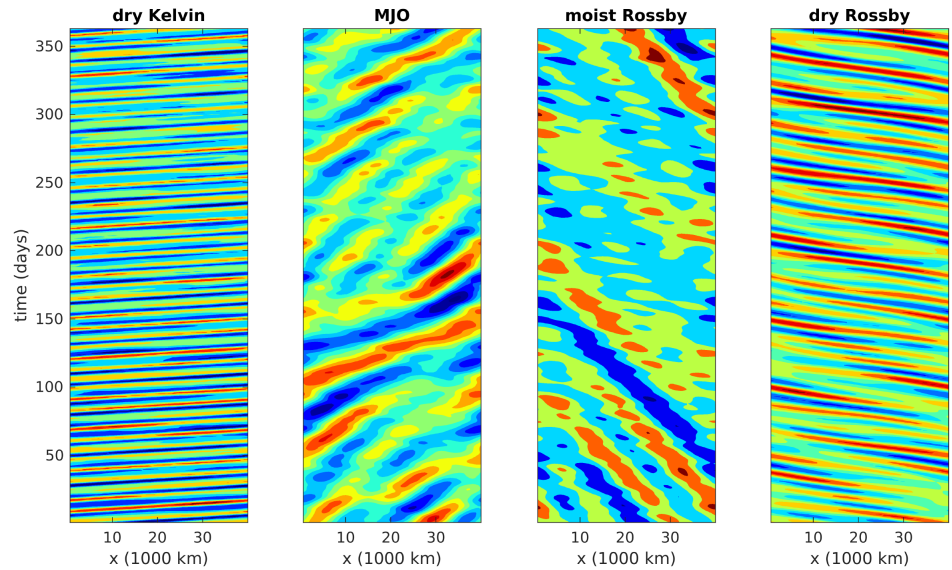 dry Kelvin
MJO
moist Rossby
dry Rossby
time (days)
350
300
250
200
150
100
50
10 20 30
10 20 30
10 20 30
10 20 30
x (1000 km)
x (1000 km)
x (1000 km)
x (1000 km)